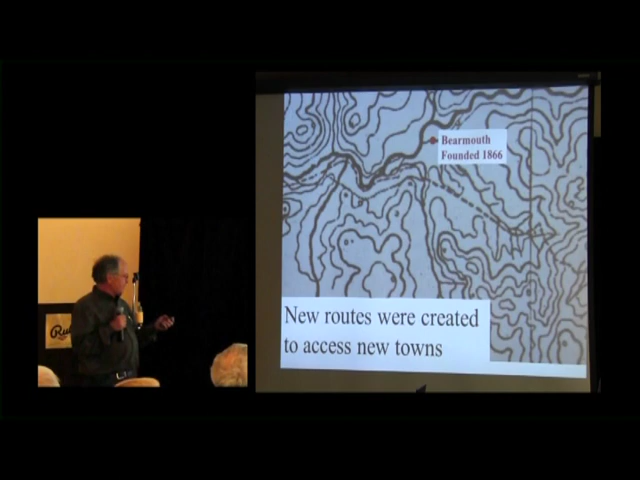 Bearmouth
Founded 1866
New routes were created
to access new towns